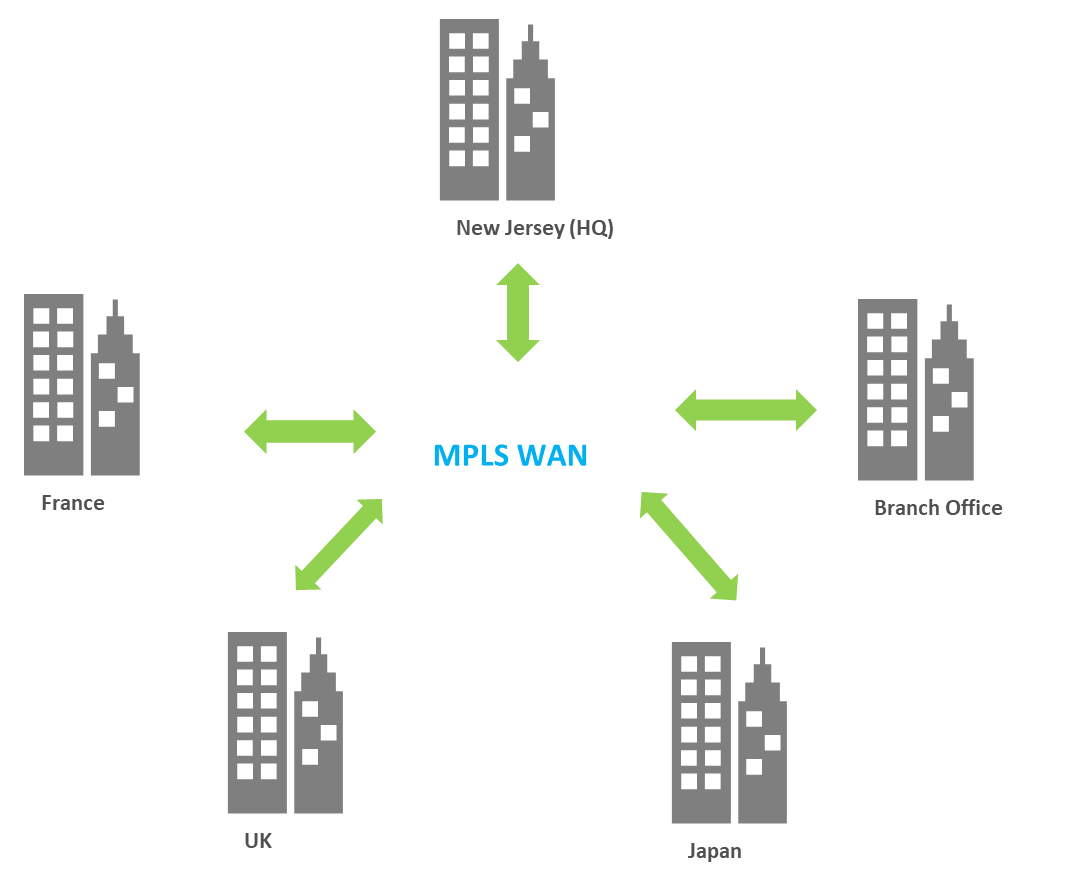 New Jersey (HQ)
MPLS WAN
France
Branch Office
UK
Japan